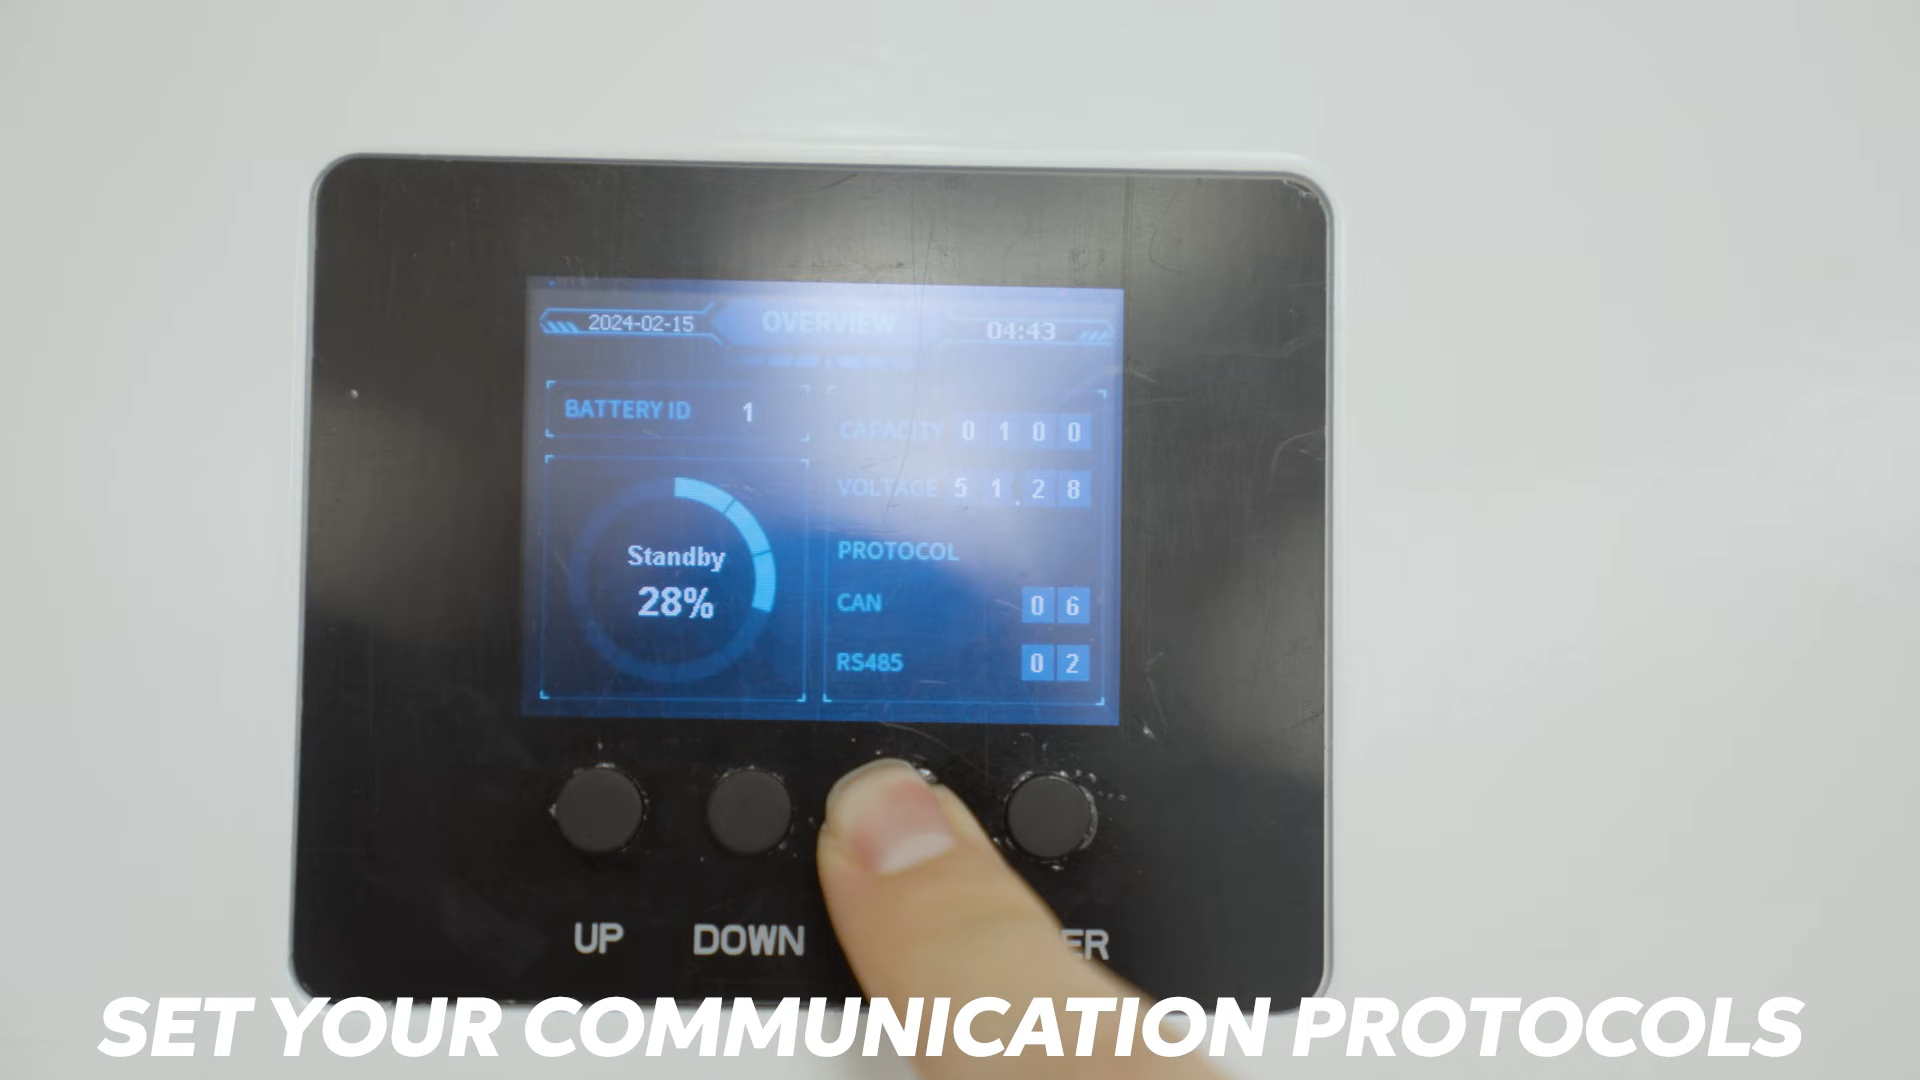 2024-02-15 OVERVIEW 04:43
BATTERY ID 1
CAPACITY 0 1 0 0
VOLTAGE 5 1 . 2 8
Standby
28%
PROTOCOL
CAN 0 6
RS485 0 2
UP DOWN
SET YOUR COMMUNICATION PROTOCOLS